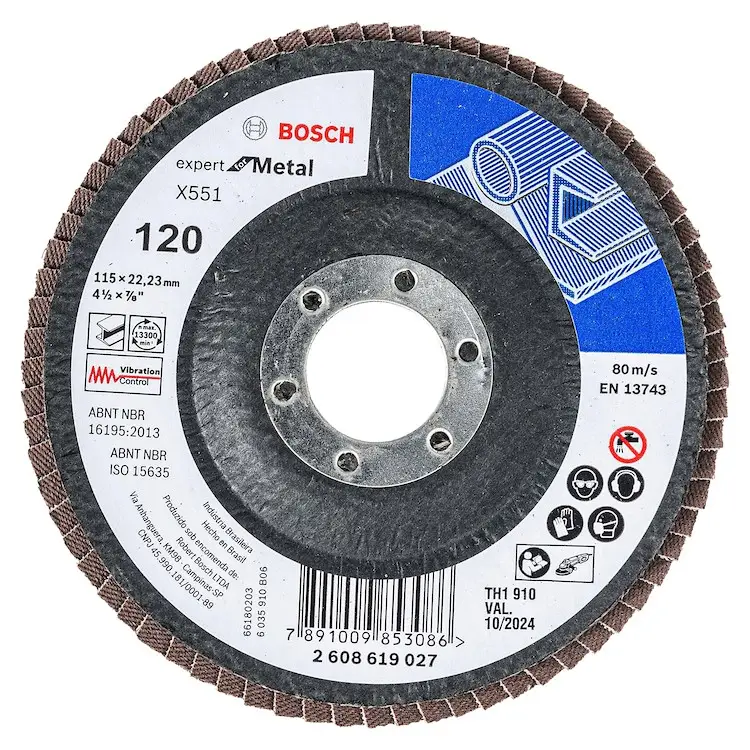 BOSCH
expert for Metal
X551
120
115 × 22,23 mm
4 ½ × ⅞"
n max.
13300
min⁻¹
Vibration
Control
ABNT NBR
16195:2013
ABNT NBR
ISO 15635
Indústria Brasileira
Hecho en Brasil
Produzido sob encomenda de:
Robert Bosch LTDA
Via Anhanguera, KM98 - Campinas-SP
CNPJ 45.990.181/0001-89
66180203
6 035 910 B06
7 891009 853086 >
2 608 619 027
80 m/s
EN 13743
TH1 910
VAL.
10/2024